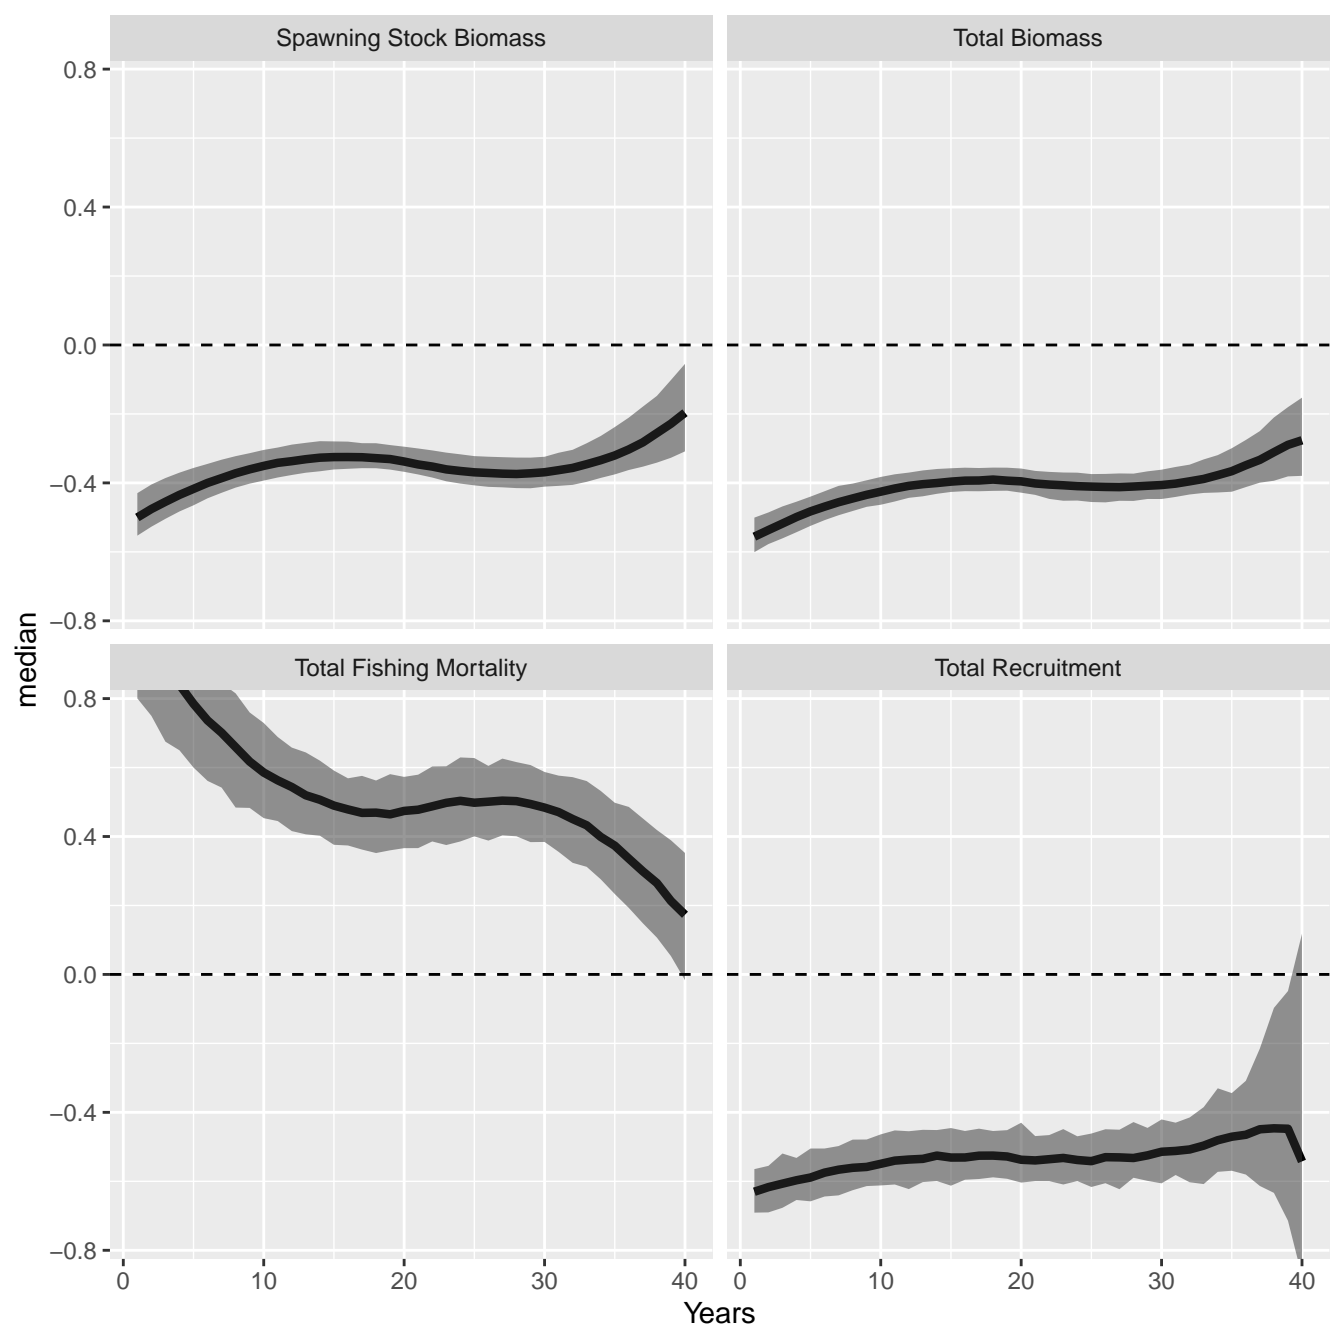 Spawning Stock Biomass
Total Biomass
0.8
0.4
0.0
−0.4
−0.8
median
Total Fishing Mortality
Total Recruitment
0.8
0.4
0.0
−0.4
−0.8
0 10 20 30 40
0 10 20 30 40
Years